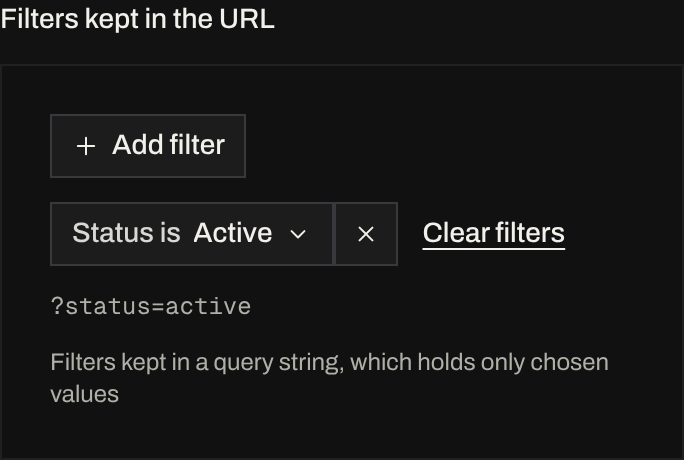 Filters kept in the URL
Add filter
Status is Active
Clear filters
?status=active
Filters kept in a query string, which holds only chosen
values